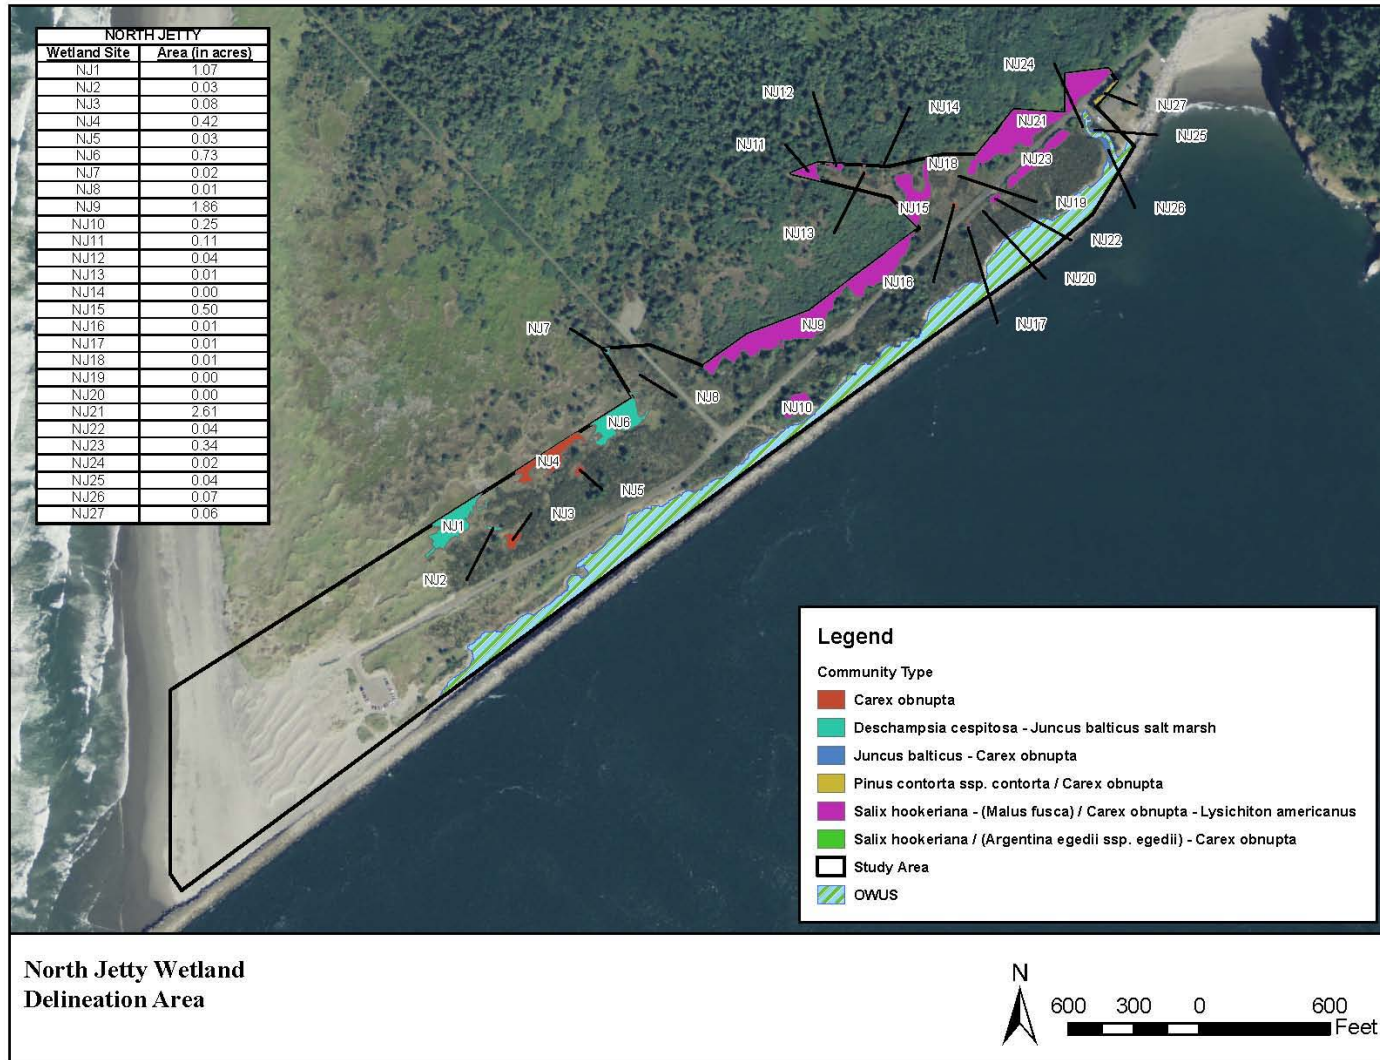 NORTH JETTY
Wetland Site Area (in acres)
NJ1 1.07
NJ2 0.03
NJ3 0.08
NJ4 0.42
NJ5 0.03
NJ6 0.73
NJ7 0.02
NJ8 0.01
NJ9 1.86
NJ10 0.25
NJ11 0.11
NJ12 0.04
NJ13 0.01
NJ14 0.00
NJ15 0.50
NJ16 0.01
NJ17 0.01
NJ18 0.01
NJ19 0.00
NJ20 0.00
NJ21 2.61
NJ22 0.04
NJ23 0.34
NJ24 0.02
NJ25 0.04
NJ26 0.07
NJ27 0.06
NJ24
NJ12
NJ27
NJ14
NJ21
NJ25
NJ11
NJ23
NJ18
NJ19
NJ15
NJ26
NJ13
NJ22
NJ16
NJ20
NJ9
NJ17
NJ7
NJ8
NJ10
NJ6
NJ4
NJ5
NJ3
NJ1
NJ2
Legend
Community Type
Carex obnupta
Deschampsia cespitosa - Juncus balticus salt marsh
Juncus balticus - Carex obnupta
Pinus contorta ssp. contorta / Carex obnupta
Salix hookeriana - (Malus fusca) / Carex obnupta - Lysichiton americanus
Salix hookeriana / (Argentina egedii ssp. egedii) - Carex obnupta
Study Area
OWUS
North Jetty Wetland
Delineation Area
N
600 300 0 600
Feet